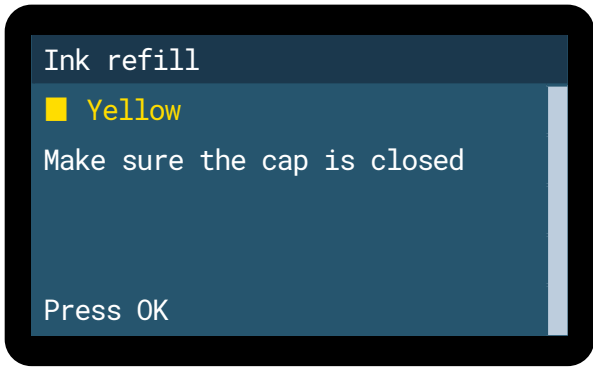 Ink refill
Yellow
Make sure the cap is closed
Press OK